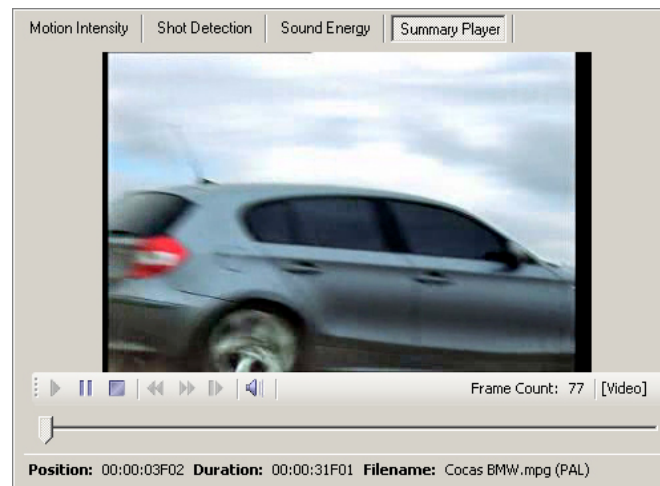 Motion Intensity Shot Detection Sound Energy Summary Player
Frame Count: 77 [Video]
Position: 00:00:03F02 Duration: 00:00:31F01 Filename: Cocas BMW.mpg (PAL)